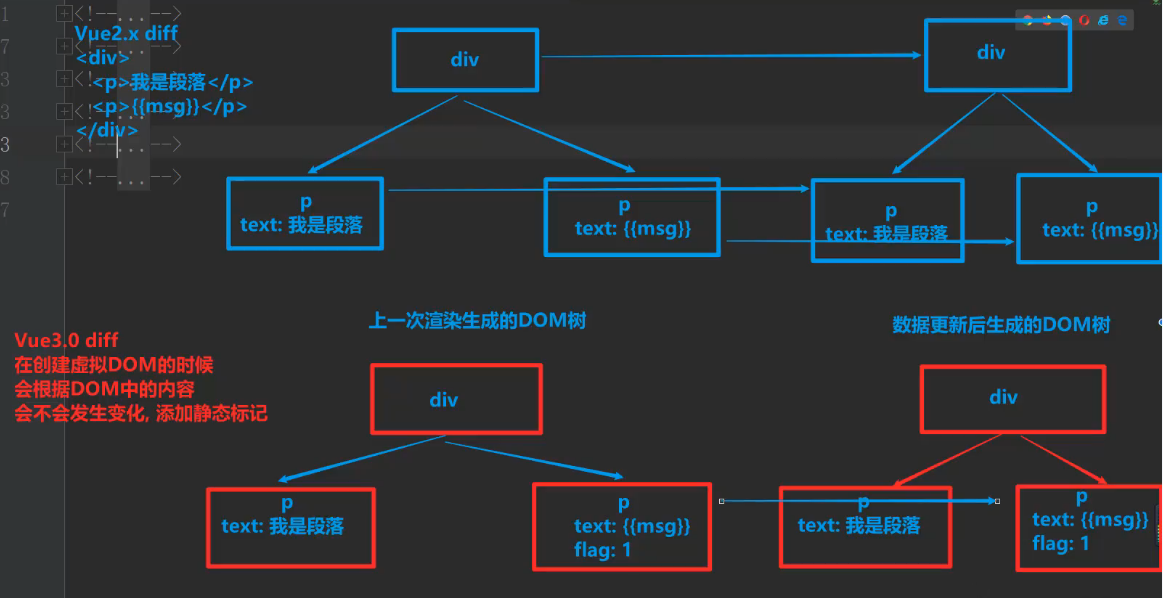 1
<!--...-->
Vue2.x diff
7
<!--...-->
<div>
3
<!--...-->
<p>我是段落</p>
3
<!--...-->
<p>{{msg}}</p>
</div>
3
<!--...-->
8
<!--...-->
7
div
div
p
text: 我是段落
p
text: {{msg}}
p
text: 我是段落
p
text: {{msg}}
上一次渲染生成的DOM树
数据更新后生成的DOM树
Vue3.0 diff
在创建虚拟DOM的时候
会根据DOM中的内容
会不会发生变化, 添加静态标记
div
div
p
text: 我是段落
p
text: {{msg}}
flag: 1
p
text: 我是段落
p
text: {{msg}}
flag: 1